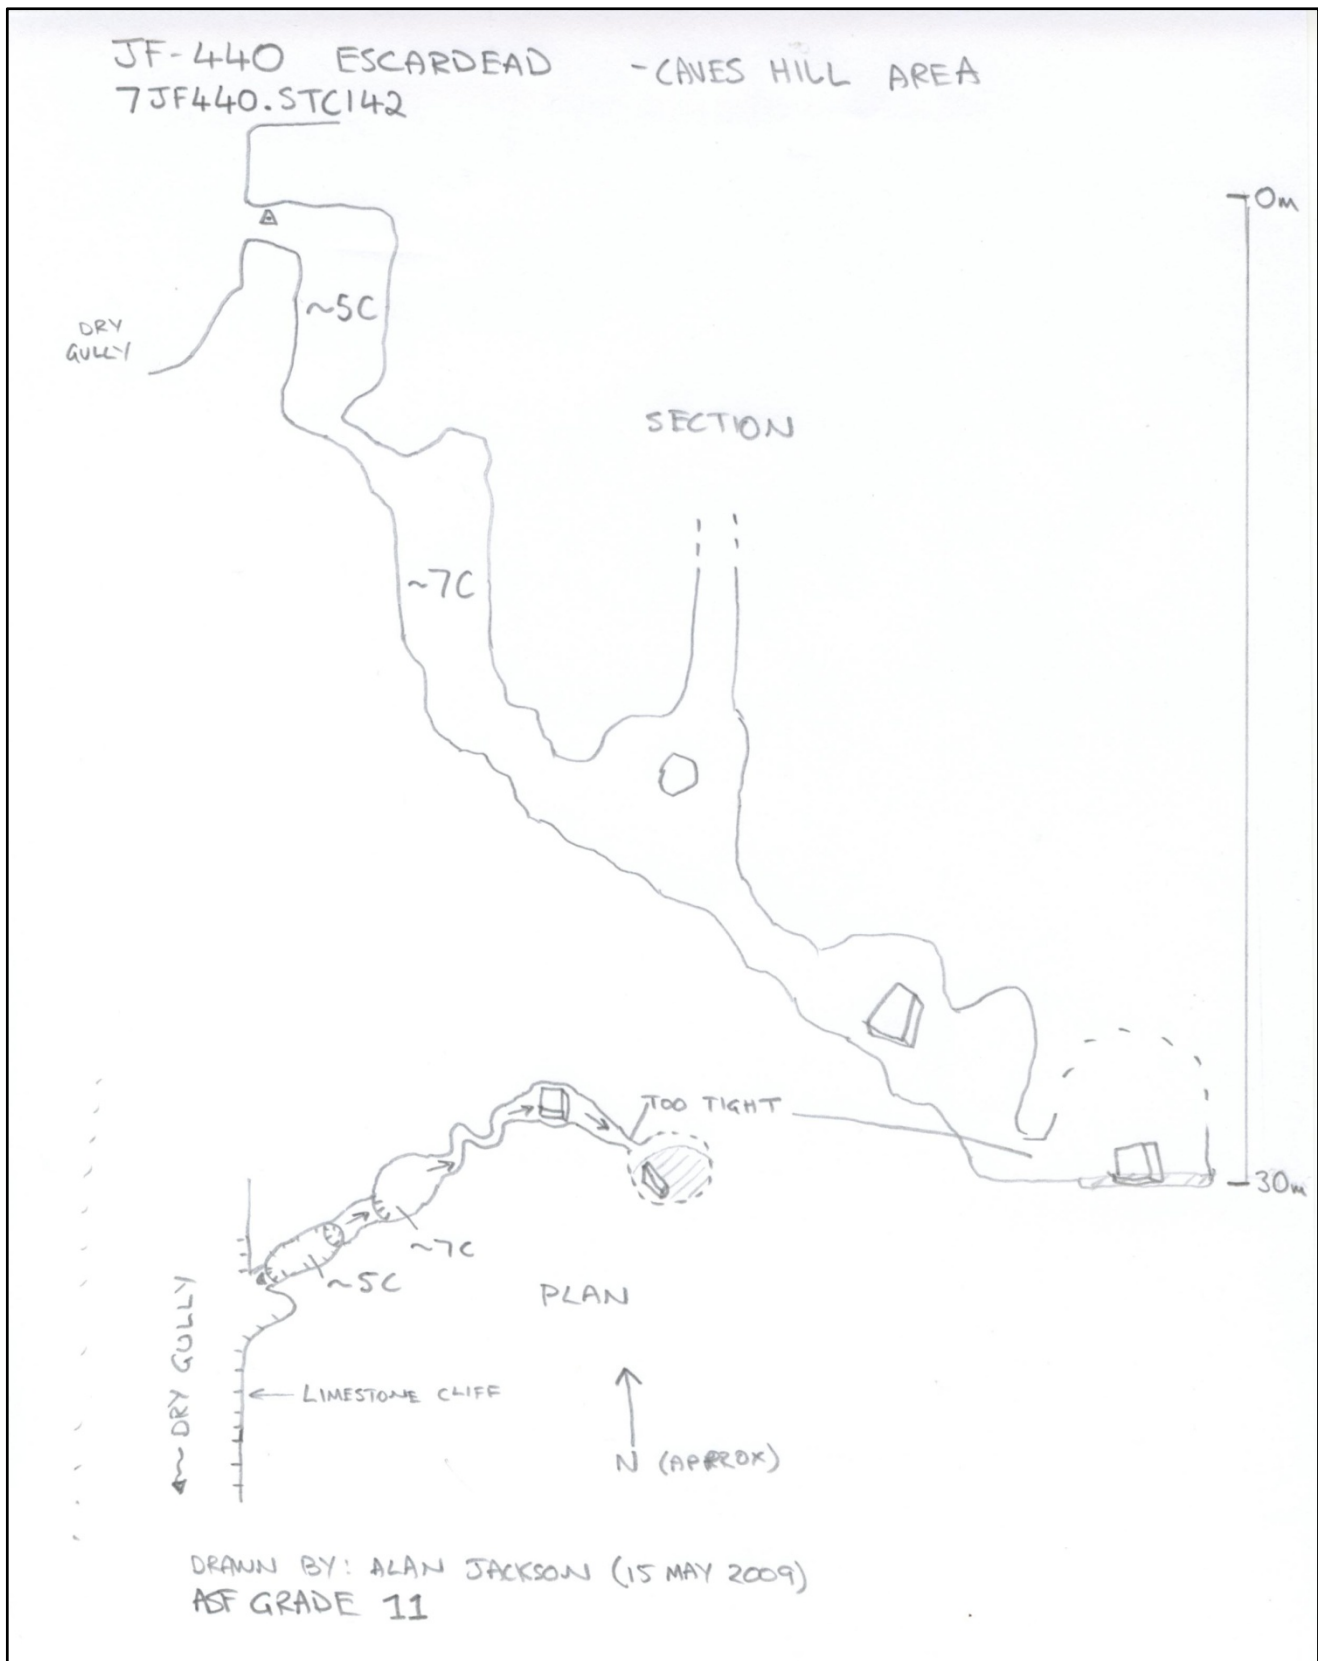 JF-440 ESCARDEAD - CAVES HILL AREA
7JF440.STC142
0m
~5C
DRY
GULLY
SECTION
~7C
TOO TIGHT
30m
~7C
~5C
PLAN
DRY GULLY
LIMESTONE CLIFF
N (APPROX)
DRAWN BY: ALAN JACKSON (15 MAY 2009)
ASF GRADE 11